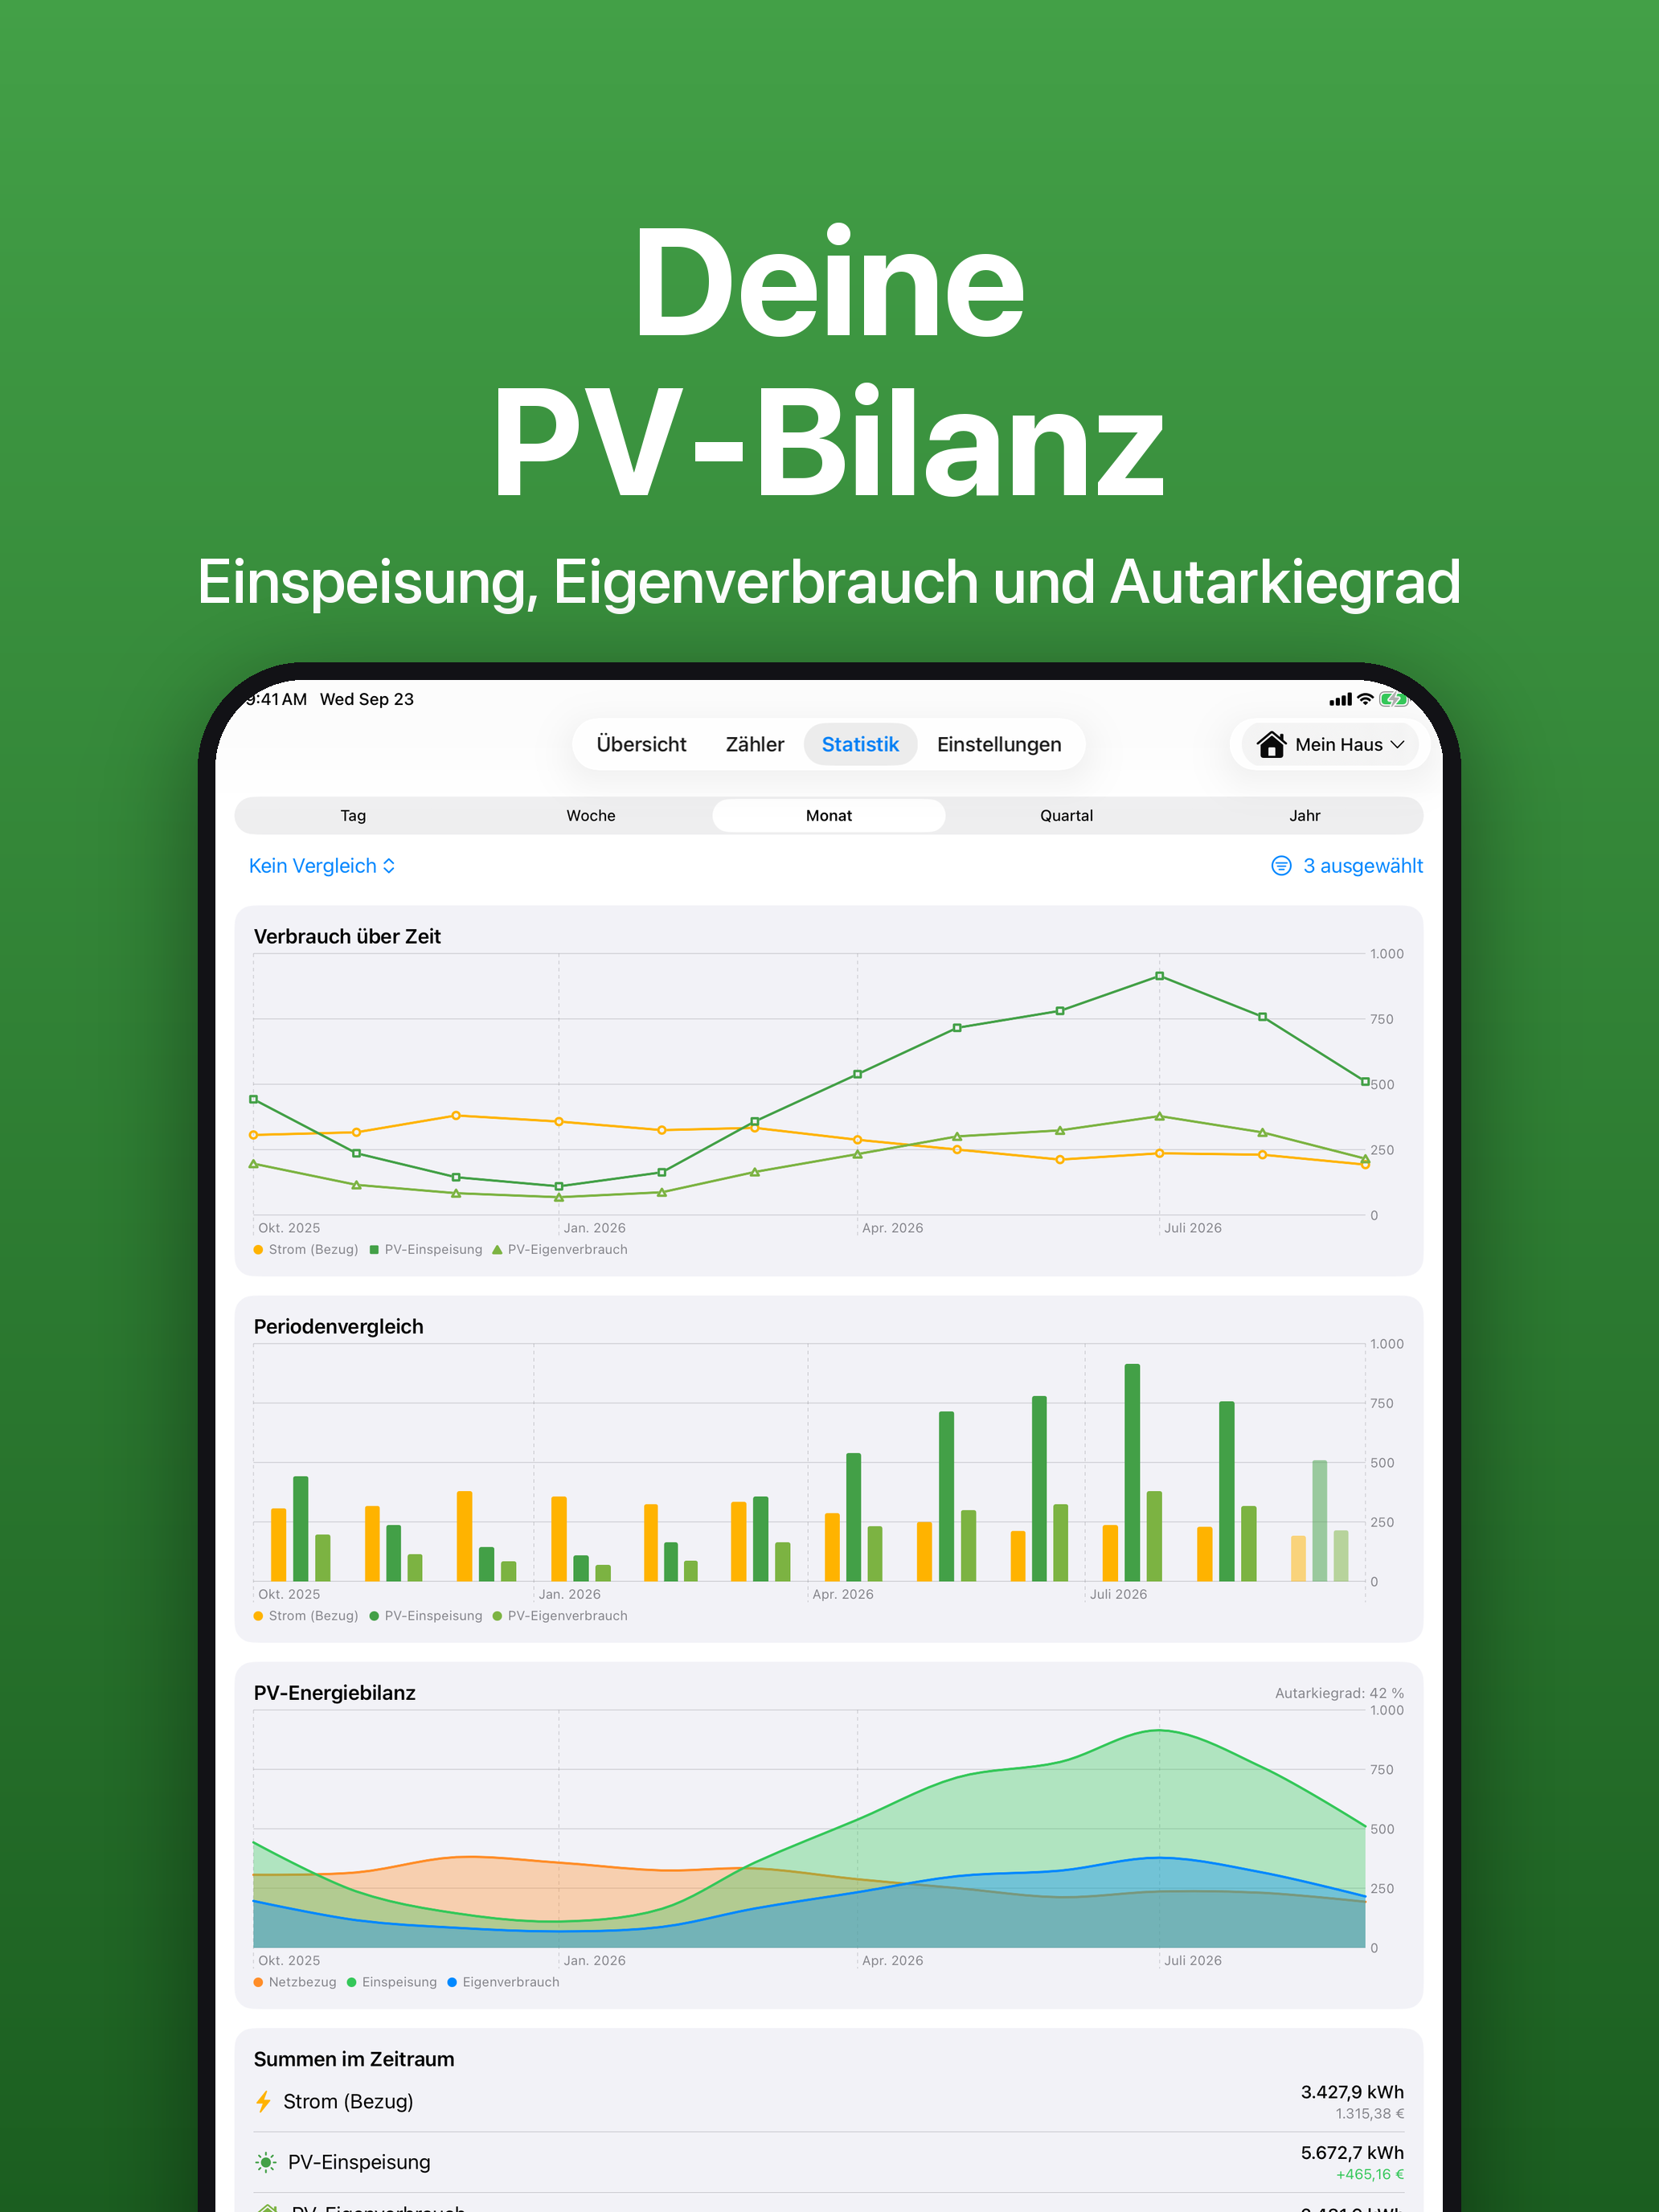 Deine
PV-Bilanz
Einspeisung, Eigenverbrauch und Autarkiegrad
9:41 AM Wed Sep 23
Übersicht Zähler Statistik Einstellungen Mein Haus
Tag Woche Monat Quartal Jahr
Kein Vergleich 3 ausgewählt
Verbrauch über Zeit
1.000
750
500
250
0
Okt. 2025 Jan. 2026 Apr. 2026 Juli 2026
Strom (Bezug) PV-Einspeisung PV-Eigenverbrauch
Periodenvergleich
1.000
750
500
250
0
Okt. 2025 Jan. 2026 Apr. 2026 Juli 2026
Strom (Bezug) PV-Einspeisung PV-Eigenverbrauch
PV-Energiebilanz Autarkiegrad: 42 %
1.000
750
500
250
0
Okt. 2025 Jan. 2026 Apr. 2026 Juli 2026
Netzbezug Einspeisung Eigenverbrauch
Summen im Zeitraum
Strom (Bezug) 3.427,9 kWh
1.315,38 €
PV-Einspeisung 5.672,7 kWh
+465,16 €
PV-Eigenverbrauch